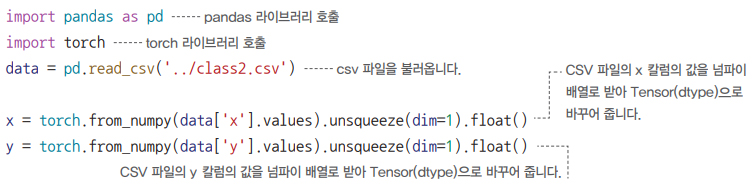 import pandas as pd ------ pandas 라이브러리 호출
import torch ------ torch 라이브러리 호출
data = pd.read_csv('../class2.csv') ------ csv 파일을 불러옵니다.
CSV 파일의 x 칼럼의 값을 넘파이
배열로 받아 Tensor(dtype)으로
바꾸어 줍니다.
x = torch.from_numpy(data['x'].values).unsqueeze(dim=1).float()
y = torch.from_numpy(data['y'].values).unsqueeze(dim=1).float()
CSV 파일의 y 칼럼의 값을 넘파이 배열로 받아 Tensor(dtype)으로 바꾸어 줍니다.